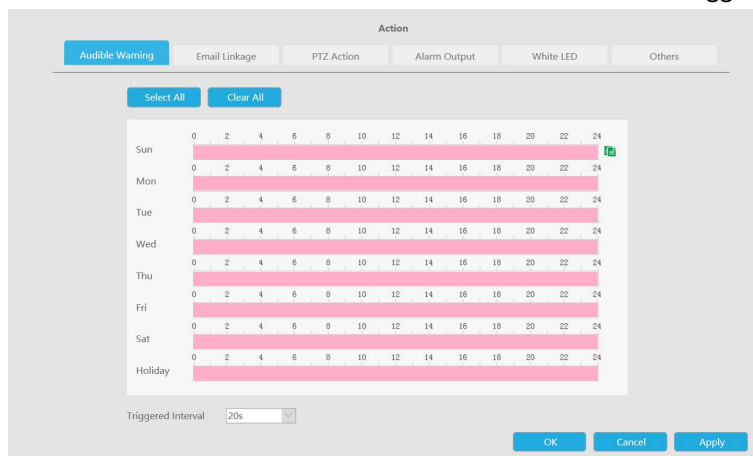 Action
Audible Warning Email Linkage PTZ Action Alarm Output White LED Others
Select All Clear All
0 2 4 6 8 10 12 14 16 18 20 22 24
Sun
0 2 4 6 8 10 12 14 16 18 20 22 24
Mon
0 2 4 6 8 10 12 14 16 18 20 22 24
Tue
0 2 4 6 8 10 12 14 16 18 20 22 24
Wed
0 2 4 6 8 10 12 14 16 18 20 22 24
Thu
0 2 4 6 8 10 12 14 16 18 20 22 24
Fri
0 2 4 6 8 10 12 14 16 18 20 22 24
Sat
0 2 4 6 8 10 12 14 16 18 20 22 24
Holiday
Triggered Interval 20s
OK Cancel Apply